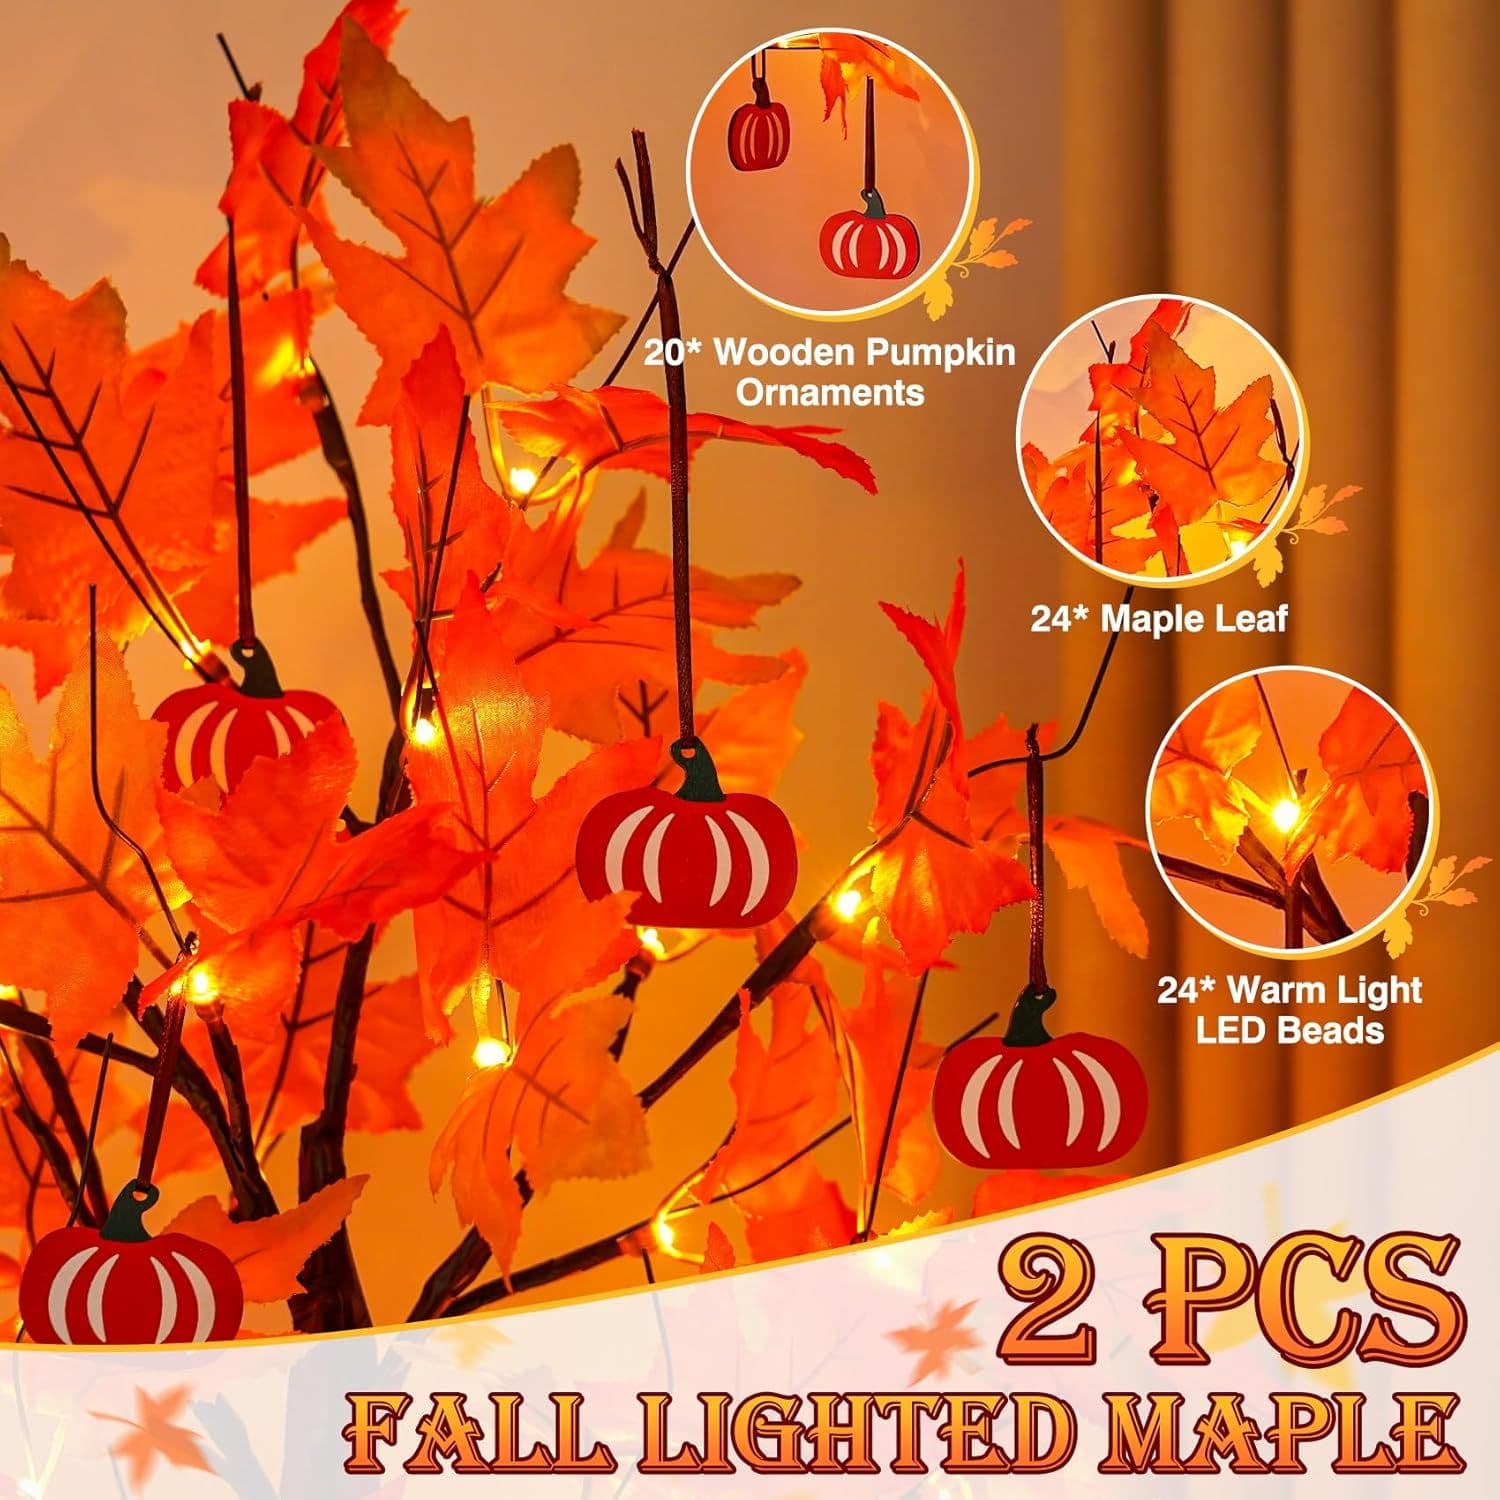 20* Wooden Pumpkin
Ornaments
24* Maple Leaf
24* Warm Light
LED Beads
2 PCS
FALL LIGHTED MAPLE